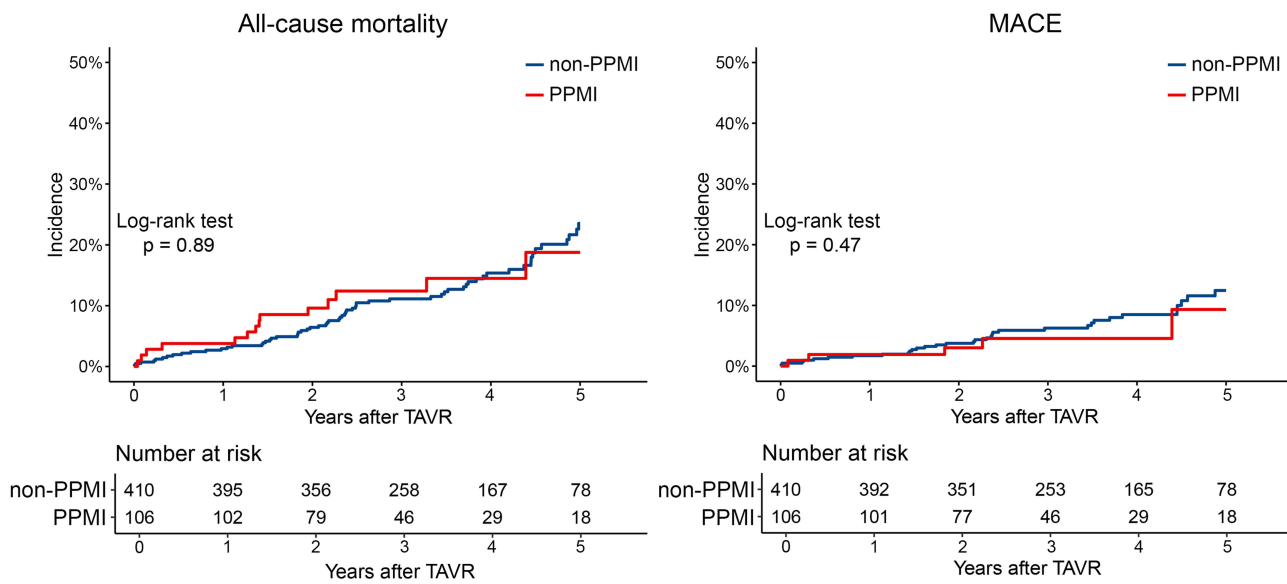 All-cause mortality
50%
40%
30%
20%
10%
0%
Incidence
non-PPMI
PPMI
Log-rank test
p = 0.89
0 1 2 3 4 5
Years after TAVR
Number at risk
non-PPMI 410 395 356 258 167 78
PPMI 106 102 79 46 29 18
0 1 2 3 4 5
Years after TAVR
MACE
50%
40%
30%
20%
10%
0%
Incidence
non-PPMI
PPMI
Log-rank test
p = 0.47
0 1 2 3 4 5
Years after TAVR
Number at risk
non-PPMI 410 392 351 253 165 78
PPMI 106 101 77 46 29 18
0 1 2 3 4 5
Years after TAVR